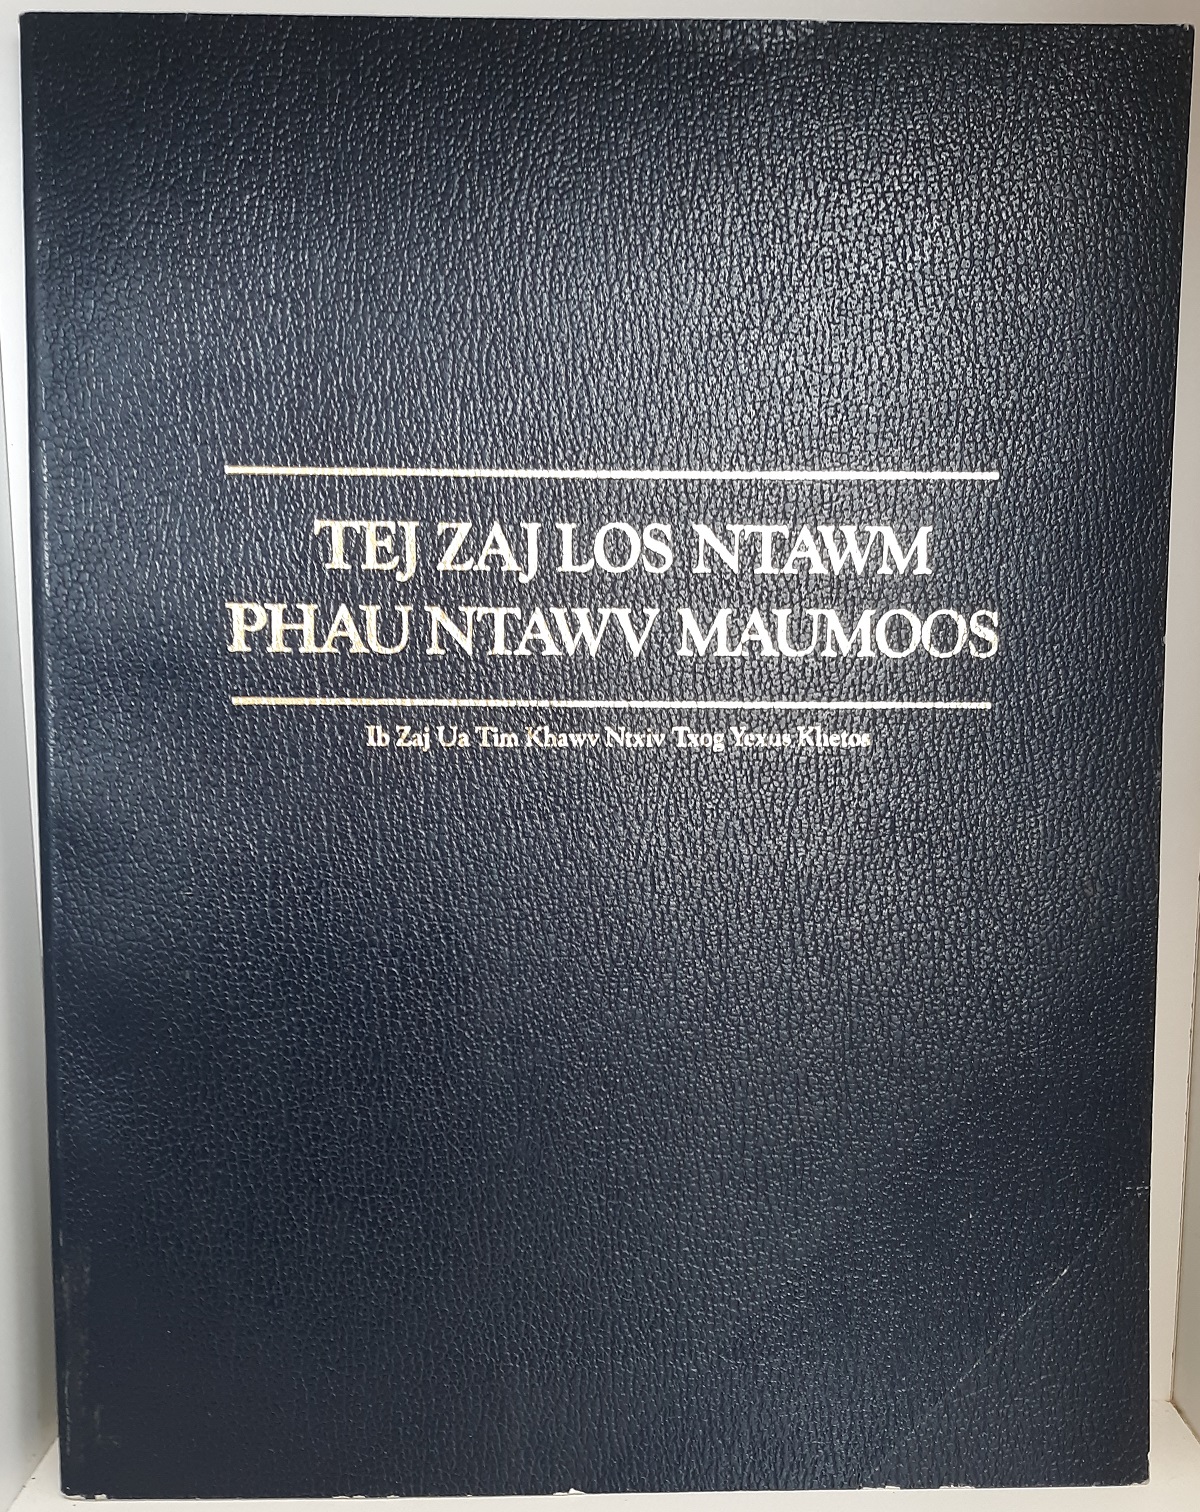 TEJ ZAJ LOS NTAWM
PHAU NTAWV MAUMOOS
Ib Zaj Ua Tim Khawv Ntxiv Txog Yexus Khetos